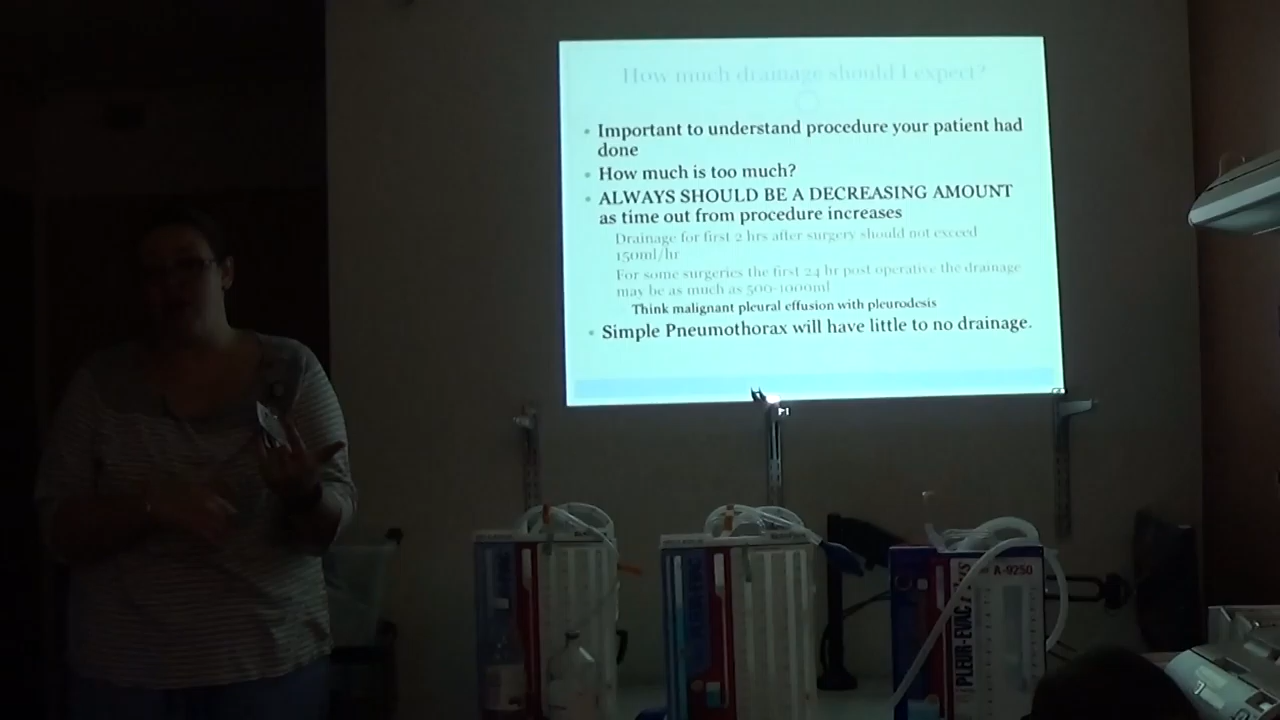 How much drainage should I expect?
• Important to understand procedure your patient had
done
• How much is too much?
• ALWAYS SHOULD BE A DECREASING AMOUNT
as time out from procedure increases
Drainage for first 2 hrs after surgery should not exceed
150ml/hr
For some surgeries the first 24 hr post operative the drainage
may be as much as 500-1000ml
Think malignant pleural effusion with pleurodesis
• Simple Pneumothorax will have little to no drainage.
A-9250
PLEUR-EVAC